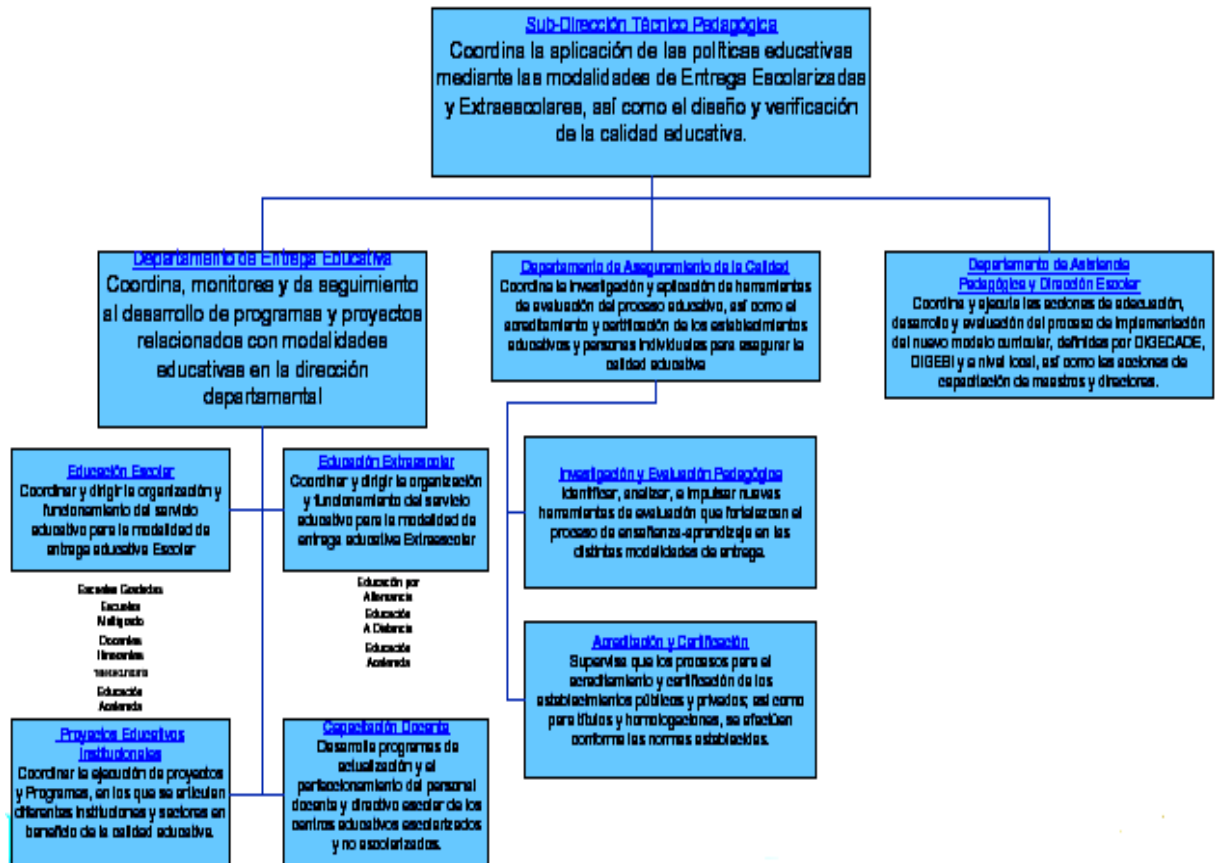 Sub-Dirección Técnico Pedagógica
Coordina la aplicación de las políticas educativas
mediante las modalidades de Entrega Escolarizadas
y Extraescolares, así como el diseño y verificación
de la calidad educativa.
Departamento de Entrega Educativa
Coordina, monitorea y da seguimiento
al desarrollo de programas y proyectos
relacionados con modalidades
educativas en la dirección
departamental
Departamento de Aseguramiento de la Calidad
Coordina la investigación y aplicación de herramientas
de evaluación del proceso educativo, así como el
acreditamiento y certificación de los establecimientos
educativos y personas individuales para asegurar la
calidad educativa
Departamento de Asistencia
Pedagógica y Dirección Escolar
Coordina y ejecuta las acciones de adecuación,
desarrollo y evaluación del proceso de implementación
del nuevo modelo curricular, definidas por DIGECADE,
DIGEBI y a nivel local, así como las acciones de
capacitación de maestros y directores.
Educación Escolar
Coordinar y dirigir la organización y
funcionamiento del servicio
educativo para la modalidad de
entrega educativa Escolar
Educación Extraescolar
Coordinar y dirigir la organización
y funcionamiento del servicio
educativo para la modalidad de
entrega educativa Extraescolar
Investigación y Evaluación Pedagógica
Identificar, analizar, e impulsar nuevas
herramientas de evaluación que fortalezcan el
proceso de enseñanza-aprendizaje en las
distintas modalidades de entrega.
Escuelas Gradadas
Escuelas
Multigrado
Docentes
Itinerantes
Educación
Acelerada
Educación por
Alternancia
Educación
A Distancia
Educación
Acelerada
Acreditación y Certificación
Supervisa que los procesos para el
acreditamiento y certificación de los
establecimientos públicos y privados; así como
para títulos y homologaciones, se efectúen
conforme las normas establecidas.
Proyectos Educativos
Institucionales
Coordinar la ejecución de proyectos
y Programas, en los que se articulen
diferentes instituciones y sectores en
beneficio de la calidad educativa.
Capacitación Docente
Desarrolla programas de
actualización y el
perfeccionamiento del personal
docente y directivo escolar de los
centros educativos escolarizados
y no escolarizados.